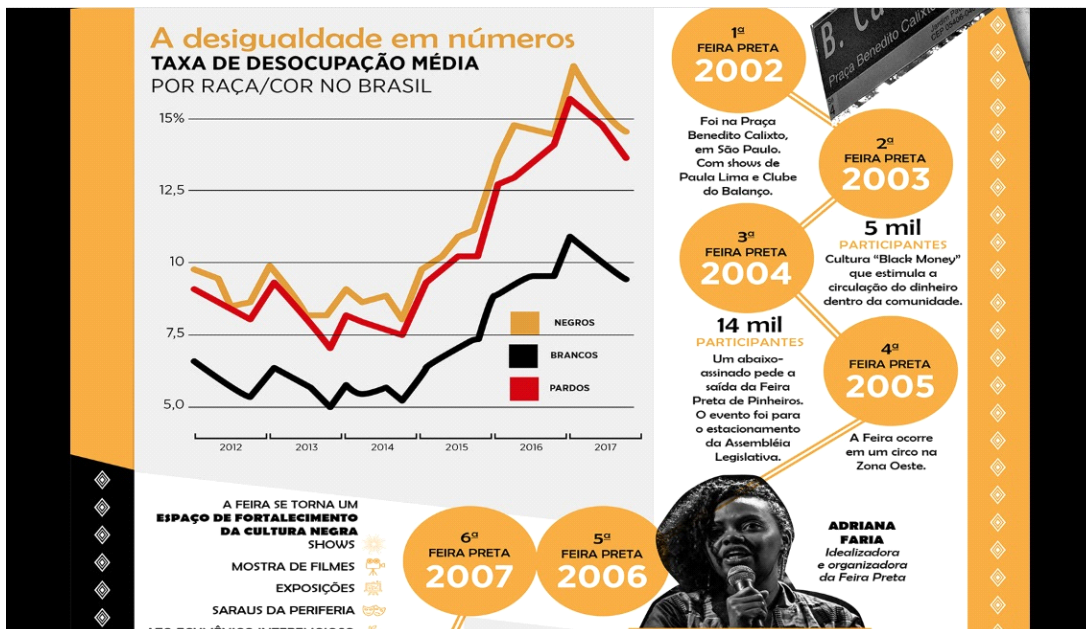 A desigualdade em números
TAXA DE DESOCUPAÇÃO MÉDIA
POR RAÇA/COR NO BRASIL
15%
12,5
10
7,5
5,0
NEGROS
BRANCOS
PARDOS
2012
2013
2014
2015
2016
2017
1ª
FEIRA PRETA
2002
B. Ca
Praça Benedito Calixto
Foi na Praça
Benedito Calixto,
em São Paulo.
Com shows de
Paula Lima e Clube
do Balanço.
2ª
FEIRA PRETA
2003
5 mil
PARTICIPANTES
Cultura “Black Money”
que estimula a
circulação do dinheiro
dentro da comunidade.
3ª
FEIRA PRETA
2004
14 mil
PARTICIPANTES
Um abaixo-
assinado pede a
saída da Feira
Preta de Pinheiros.
O evento foi para
o estacionamento
da Assembléia
Legislativa.
4ª
FEIRA PRETA
2005
A Feira ocorre
em um circo na
Zona Oeste.
ADRIANA
FARIA
Idealizadora
e organizadora
da Feira Preta
5ª
FEIRA PRETA
2006
6ª
FEIRA PRETA
2007
A FEIRA SE TORNA UM
ESPAÇO DE FORTALECIMENTO
DA CULTURA NEGRA
SHOWS
MOSTRA DE FILMES
EXPOSIÇÕES
SARAUS DA PERIFERIA